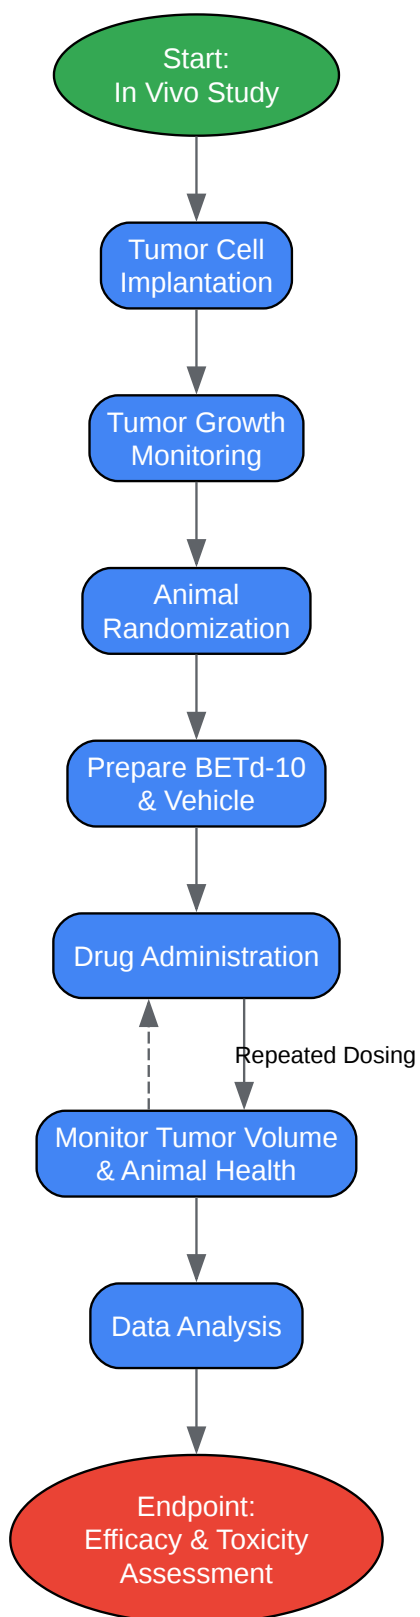 Start:
In Vivo Study
Tumor Cell
Implantation
Tumor Growth
Monitoring
Animal
Randomization
Prepare BETd-10
& Vehicle
Drug Administration
Repeated Dosing
Monitor Tumor Volume
& Animal Health
Data Analysis
Endpoint:
Efficacy & Toxicity
Assessment